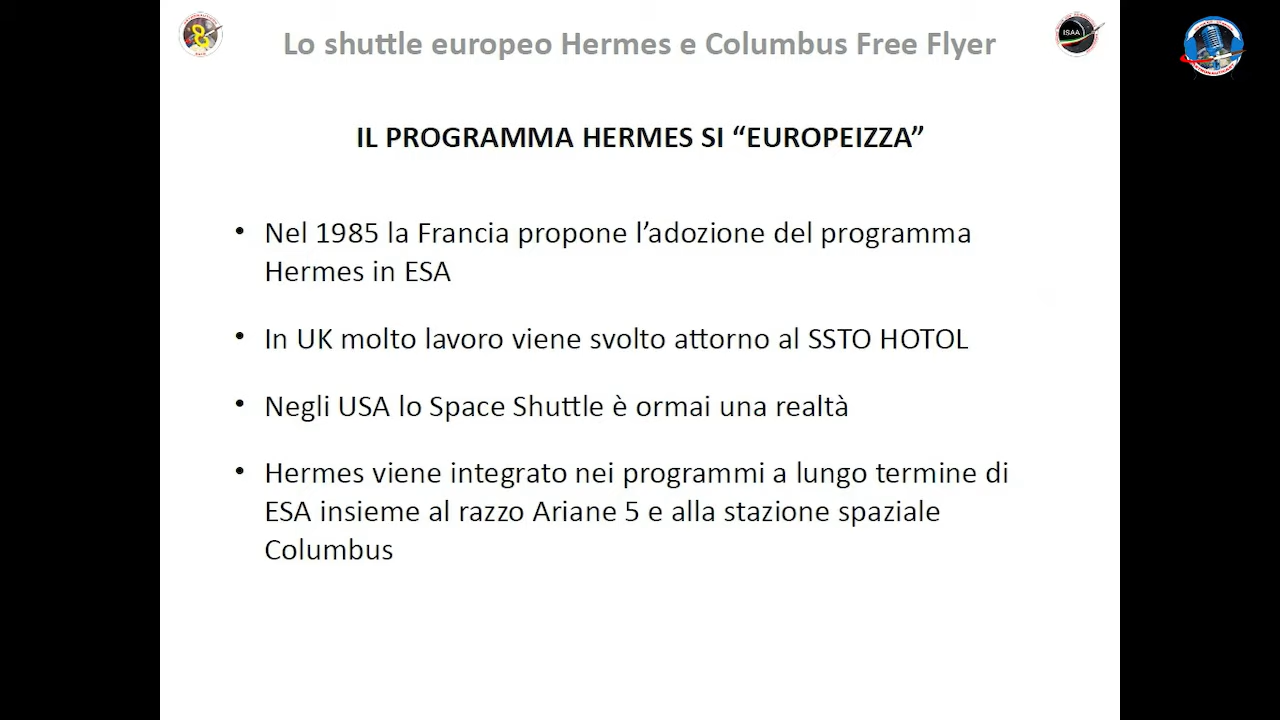 Lo shuttle europeo Hermes e Columbus Free Flyer
ISAA
IL PROGRAMMA HERMES SI “EUROPEIZZA”
• Nel 1985 la Francia propone l’adozione del programma
Hermes in ESA
• In UK molto lavoro viene svolto attorno al SSTO HOTOL
• Negli USA lo Space Shuttle è ormai una realtà
• Hermes viene integrato nei programmi a lungo termine di
ESA insieme al razzo Ariane 5 e alla stazione spaziale
Columbus